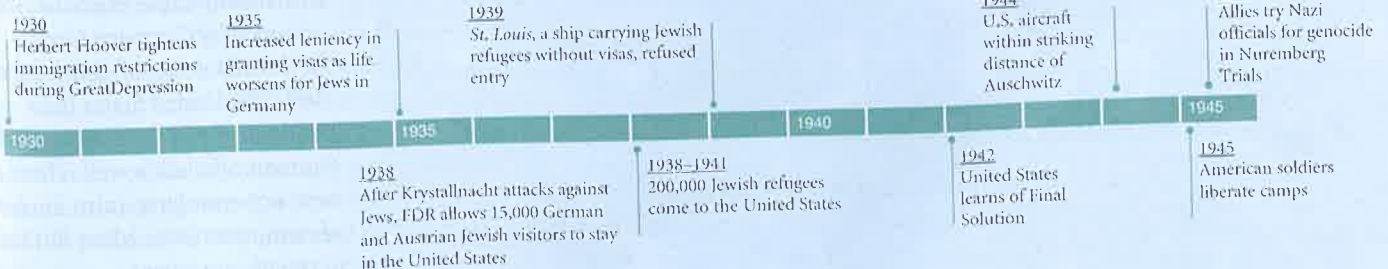 1930
Herbert Hoover tightens
immigration restrictions
during GreatDepression
1935
Increased leniency in
granting visas as life
worsens for Jews in
Germany
1939
St. Louis, a ship carrying Jewish
refugees without visas, refused
entry
1944
U.S. aircraft
within striking
distance of
Auschwitz
Allies try Nazi
officials for genocide
in Nuremberg
Trials
1930
1935
1940
1945
1938
After Krystallnacht attacks against
Jews, FDR allows 15,000 German
and Austrian Jewish visitors to stay
in the United States
1938–1941
200,000 Jewish refugees
come to the United States
1942
United States
learns of Final
Solution
1945
American soldiers
liberate camps